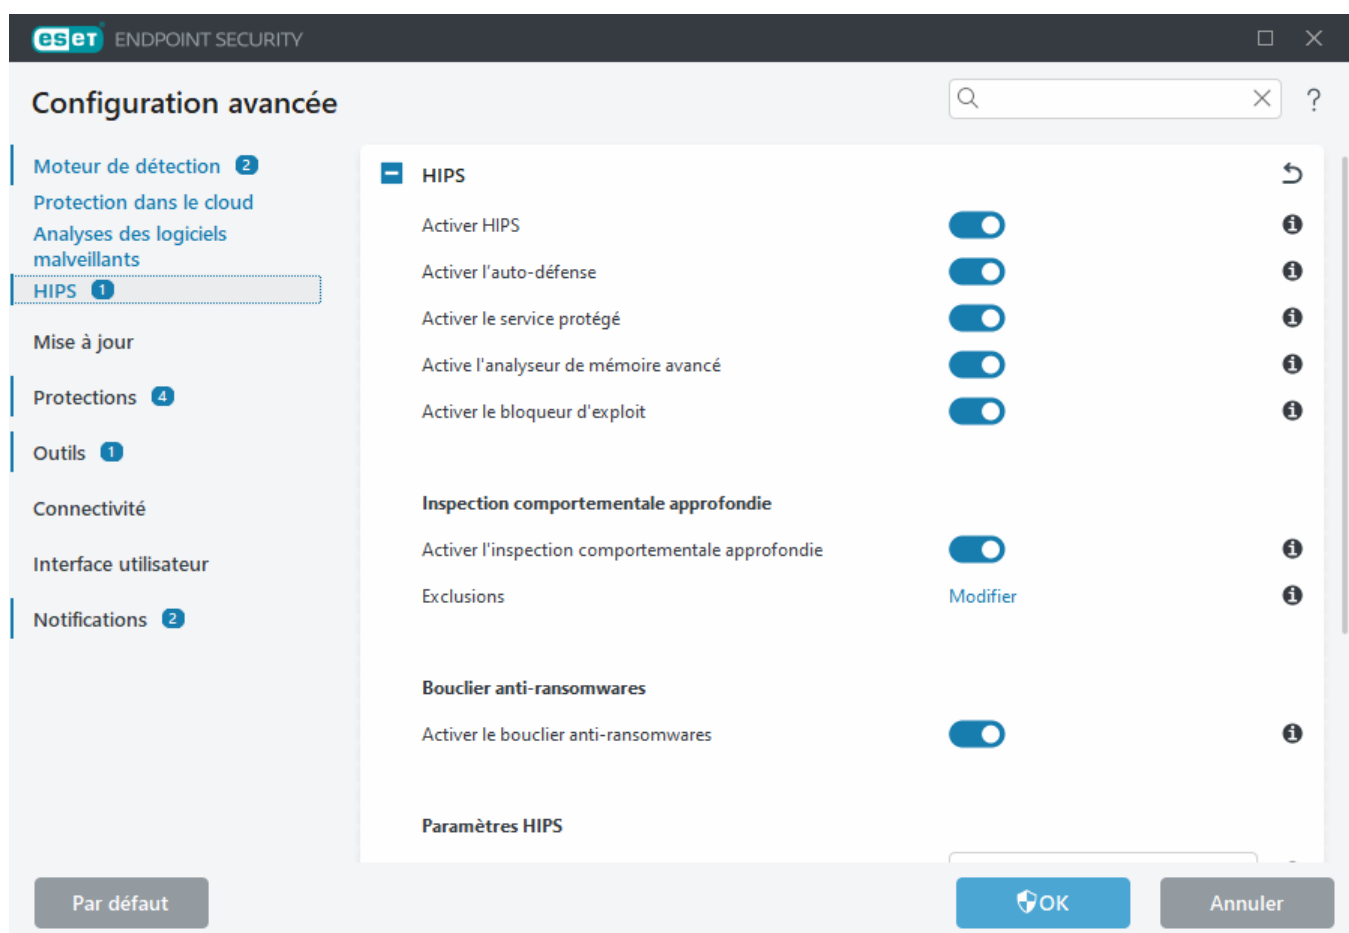 eset ENDPOINT SECURITY
Configuration avancée
?
Moteur de détection 2
Protection dans le cloud
Analyses des logiciels
malveillants
HIPS 1
Mise à jour
Protections 4
Outils 1
Connectivité
Interface utilisateur
Notifications 2
HIPS
Activer HIPS
Activer l'auto-défense
Activer le service protégé
Active l'analyseur de mémoire avancé
Activer le bloqueur d'exploit
Inspection comportementale approfondie
Activer l'inspection comportementale approfondie
Exclusions Modifier
Bouclier anti-ransomwares
Activer le bouclier anti-ransomwares
Paramètres HIPS
Par défaut
OK
Annuler